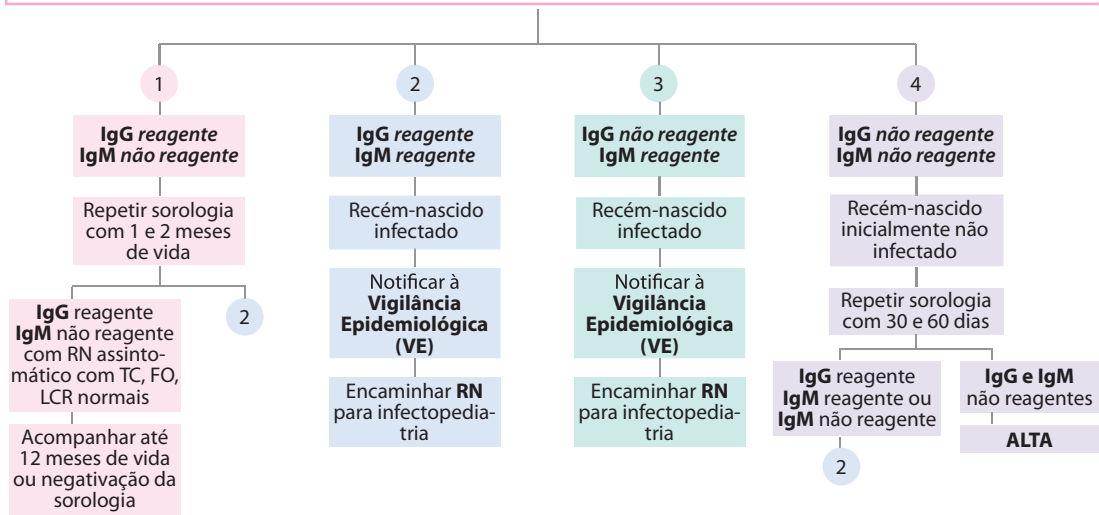 1
IgG reagente
IgM não reagente
Repetir sorologia
com 1 e 2 meses
de vida
IgG reagente
IgM não reagente
com RN assinto-
mático com TC, FO,
LCR normais
Acompanhar até
12 meses de vida
ou negativação da
sorologia
2
2
IgG reagente
IgM reagente
Recém-nascido
infectado
Notificar à
Vigilância
Epidemiológica
(VE)
Encaminhar RN
para infectopedia-
tria
3
IgG não reagente
IgM reagente
Recém-nascido
infectado
Notificar à
Vigilância
Epidemiológica
(VE)
Encaminhar RN
para infectopedia-
tria
4
IgG não reagente
IgM não reagente
Recém-nascido
inicialmente não
infectado
Repetir sorologia
com 30 e 60 dias
IgG reagente
IgM reagente ou
IgM não reagente
2
IgG e IgM
não reagentes
ALTA